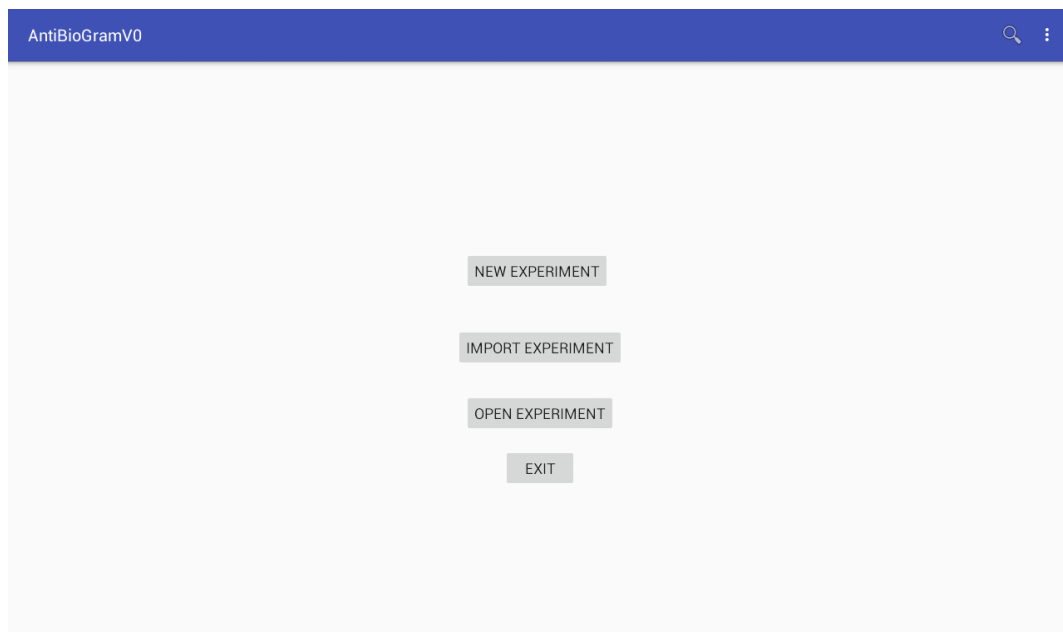 AntiBioGramV0
NEW EXPERIMENT
IMPORT EXPERIMENT
OPEN EXPERIMENT
EXIT